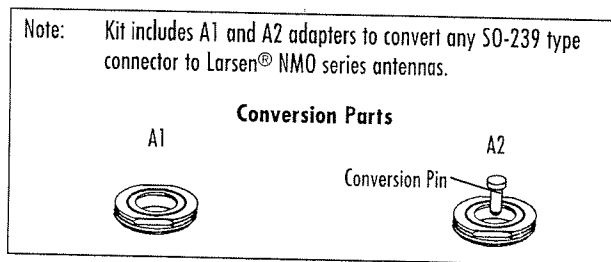 Note: Kit includes A1 and A2 adapters to convert any SO-239 type
connector to Larsen® NMO series antennas.
Conversion Parts
A1
A2
Conversion Pin